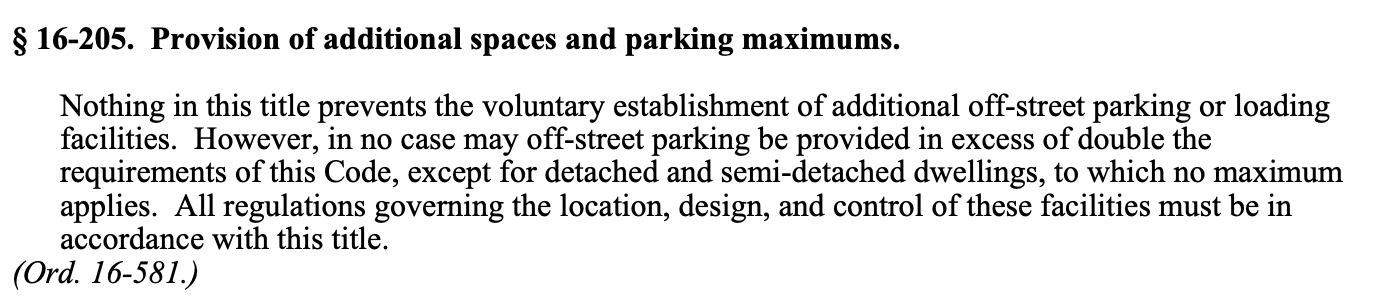 § 16-205.  Provision of additional spaces and parking maximums.
Nothing in this title prevents the voluntary establishment of additional off-street parking or loading
facilities.  However, in no case may off-street parking be provided in excess of double the
requirements of this Code, except for detached and semi-detached dwellings, to which no maximum
applies.  All regulations governing the location, design, and control of these facilities must be in
accordance with this title.
(Ord. 16-581.)